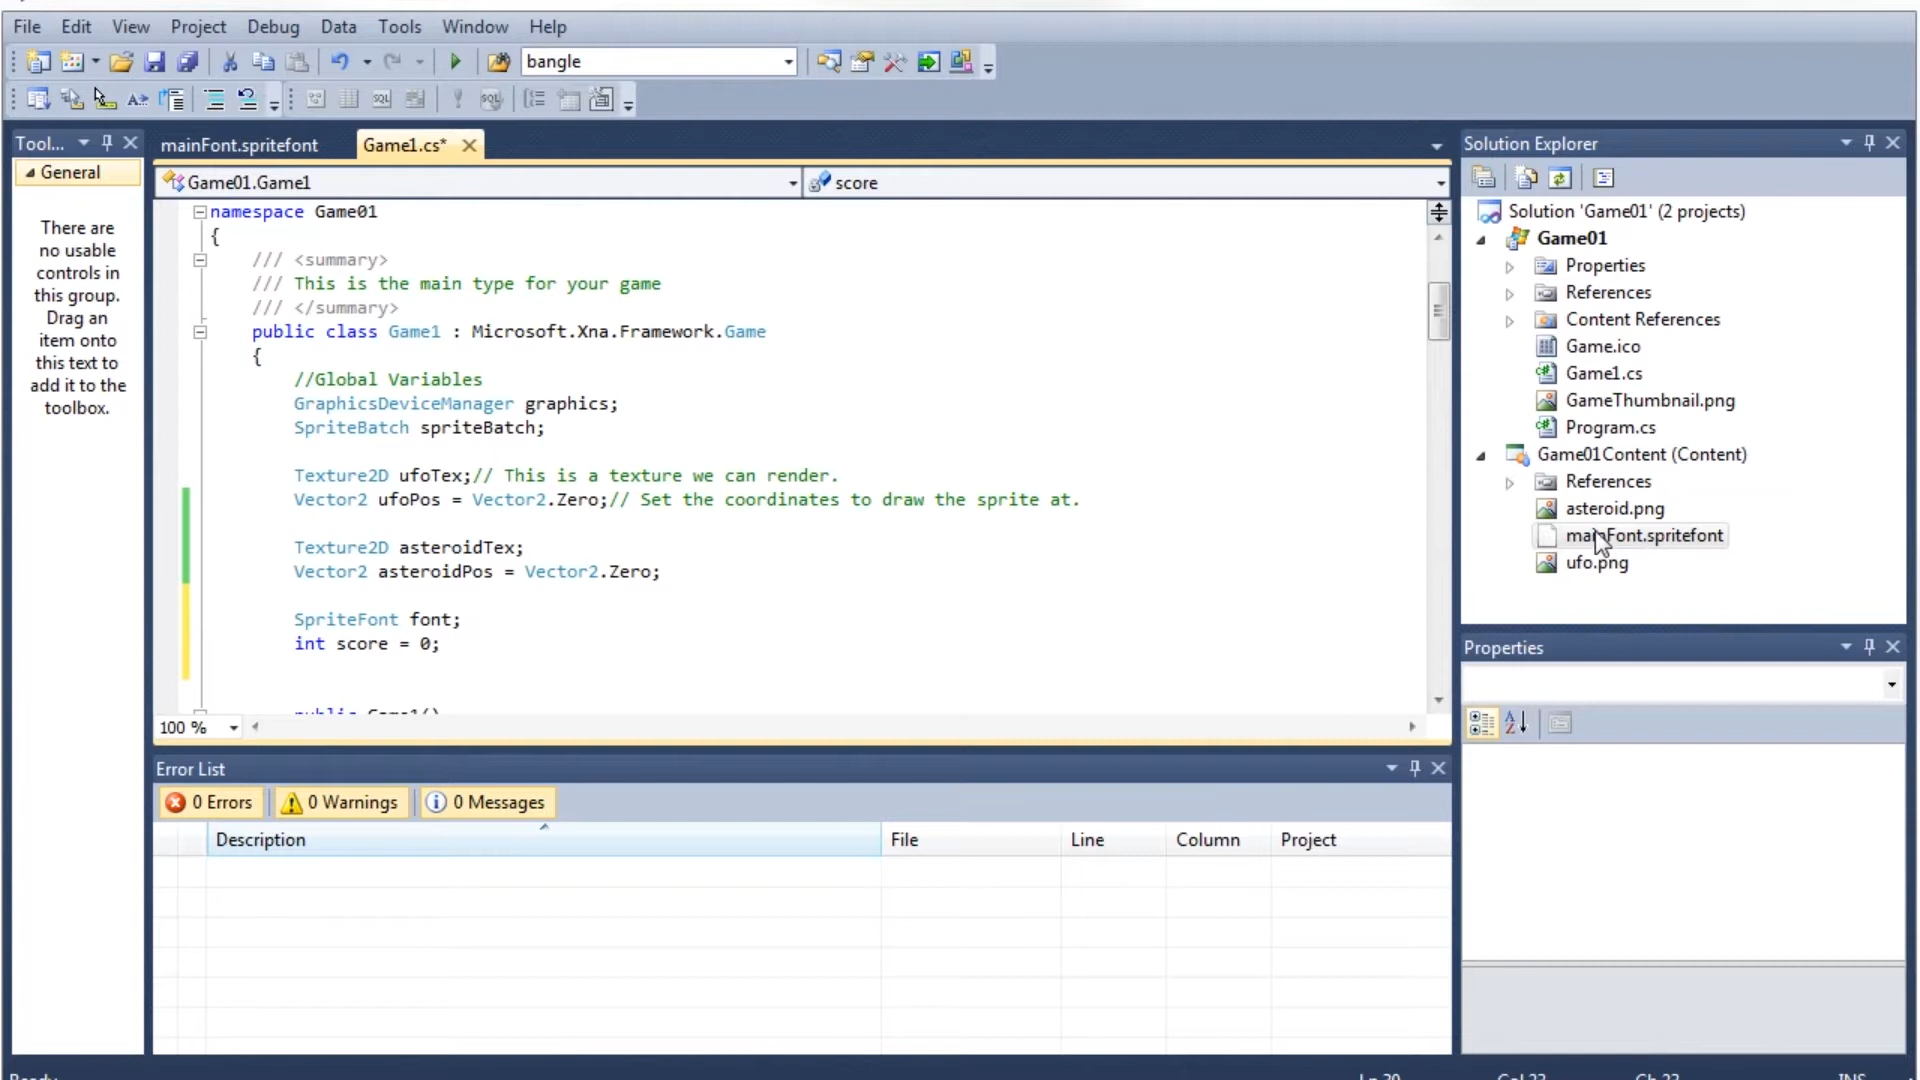 File Edit View Project Debug Data Tools Window Help
bangle
Tool...
General
There are
no usable
controls in
this group.
Drag an
item onto
this text to
add it to the
toolbox.
mainFont.spritefont Game1.cs*
Game01.Game1 score
namespace Game01
{
/// <summary>
/// This is the main type for your game
/// </summary>
public class Game1 : Microsoft.Xna.Framework.Game
{
//Global Variables
GraphicsDeviceManager graphics;
SpriteBatch spriteBatch;
Texture2D ufoTex;// This is a texture we can render.
Vector2 ufoPos = Vector2.Zero;// Set the coordinates to draw the sprite at.
Texture2D asteroidTex;
Vector2 asteroidPos = Vector2.Zero;
SpriteFont font;
int score = 0;
public Game1()
100 %
Error List
0 Errors 0 Warnings 0 Messages
Description File Line Column Project
Solution Explorer
Solution 'Game01' (2 projects)
Game01
Properties
References
Content References
Game.ico
Game1.cs
GameThumbnail.png
Program.cs
Game01Content (Content)
References
asteroid.png
mainFont.spritefont
ufo.png
Properties